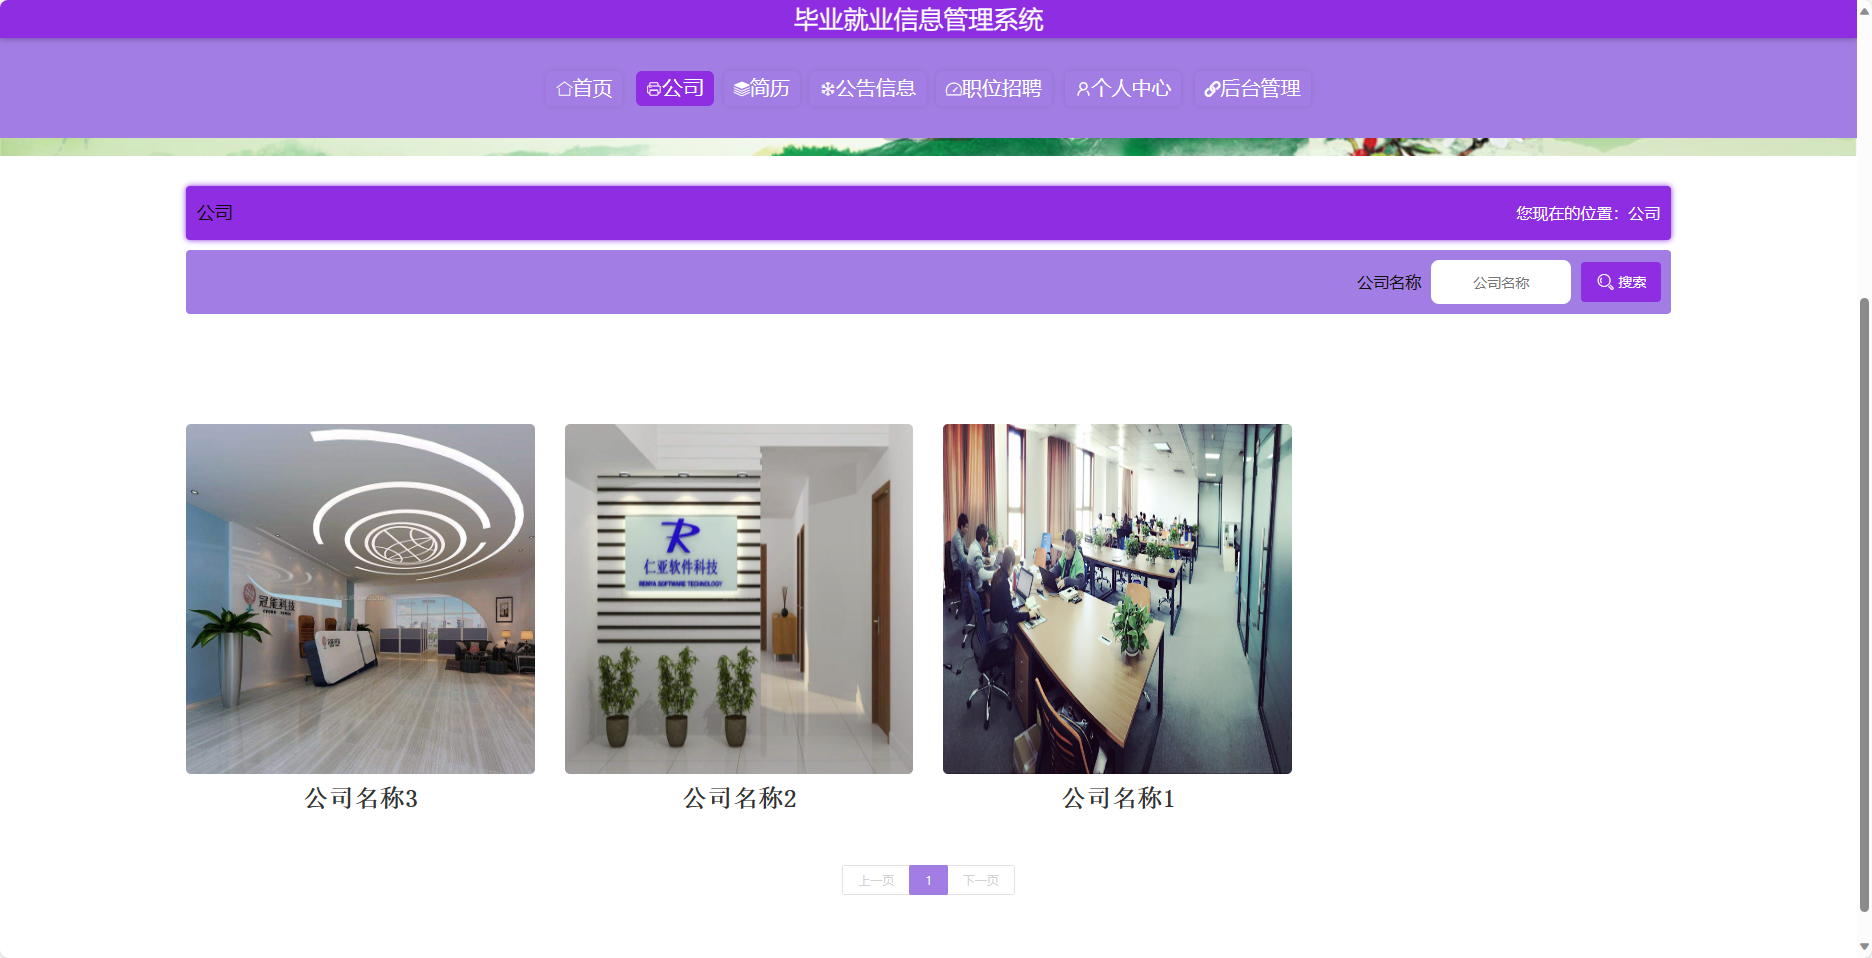 毕业就业信息管理系统
首页
公司
简历
公告信息
职位招聘
个人中心
后台管理
公司
您现在的位置：公司
公司名称
公司名称
搜索
冠能科技
仁亚软件科技
RENYA SOFTWARE TECHNOLOGY
公司名称3
公司名称2
公司名称1
上一页
1
下一页